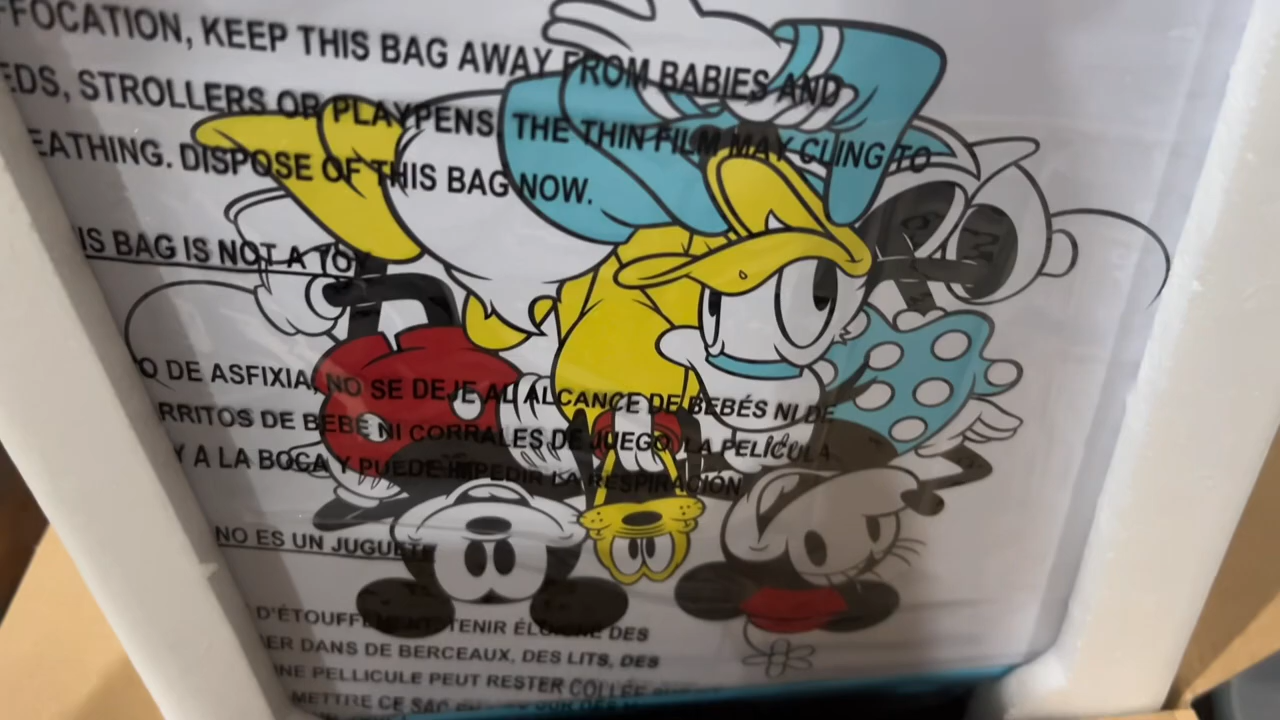 FFOCATION, KEEP THIS BAG AWAY FROM BABIES AND
EDS, STROLLERS OR PLAYPENS. THE THIN FILM MAY CLING TO
EATHING. DISPOSE OF THIS BAG NOW.
IS BAG IS NOT A TOY
O DE ASFIXIA, NO SE DEJE AL ALCANCE DE BEBÉS NI DE
RRITOS DE BEBÉ NI CORRALES DE JUEGO. LA PELÍCULA
Y A LA BOCA Y PUEDE IMPEDIR LA RESPIRACIÓN
NO ES UN JUGUETE
D'ÉTOUFFEMENT, TENIR ÉLOIGNÉ DES
ER DANS DE BERCEAUX, DES LITS, DES
INE PELLICULE PEUT RESTER COLLÉE
METTRE CE SAC